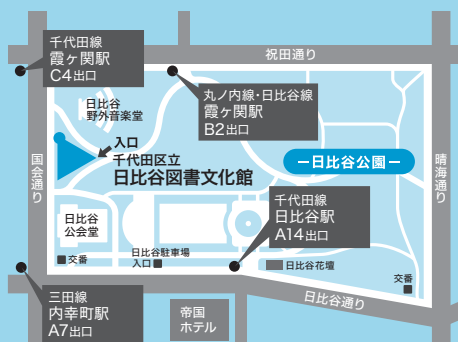 千代田線
霞ヶ関駅
C4出口
祝田通り
丸ノ内線・日比谷線
霞ヶ関駅
B2出口
日比谷
野外音楽堂
入口
千代田区立
日比谷図書文化館
ー日比谷公園ー
国会通り
晴海通り
日比谷
公会堂
千代田線
日比谷駅
A14出口
交番
日比谷駐車場
入口
日比谷花壇
交番
日比谷通り
三田線
内幸町駅
A7出口
帝国
ホテル